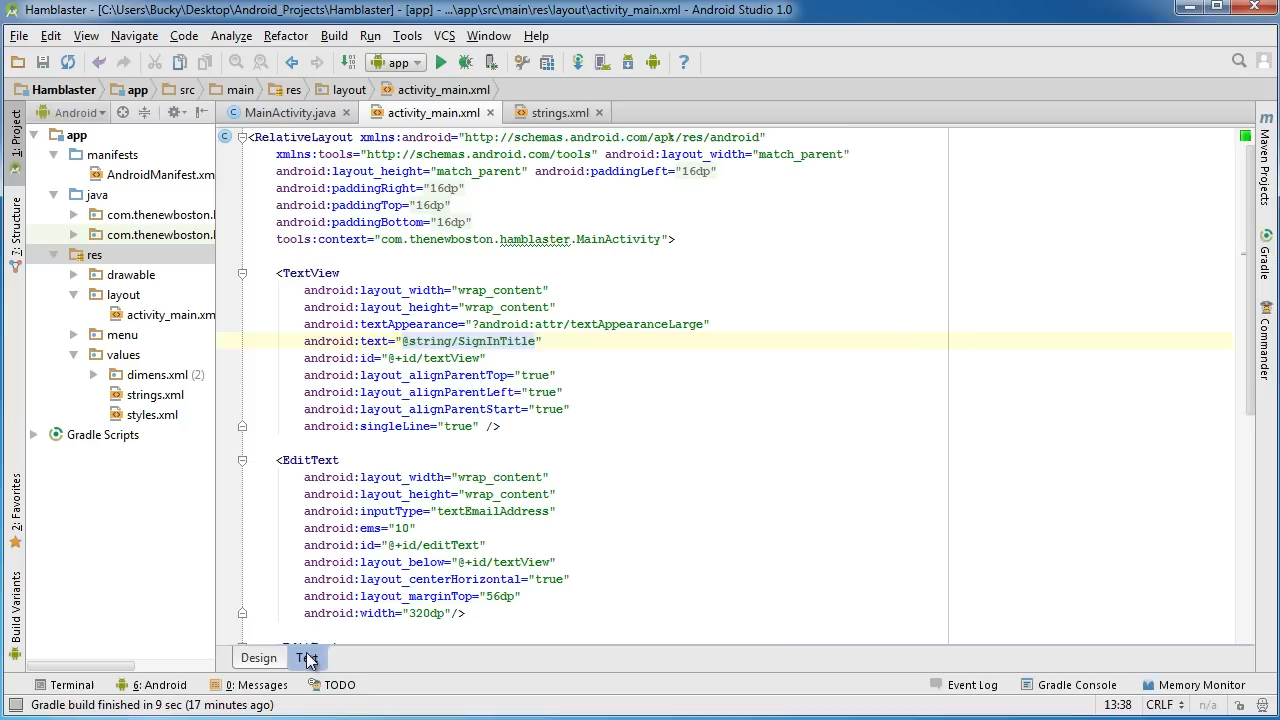 Hamblaster - [C:\Users\Bucky\Desktop\Android_Projects\Hamblaster] - [app] - ...\app\src\main\res\layout\activity_main.xml - Android Studio 1.0
File Edit View Navigate Code Analyze Refactor Build Run Tools VCS Window Help
app
Hamblaster app src main res layout activity_main.xml
Android MainActivity.java activity_main.xml strings.xml
1: Project
7: Structure
2: Favorites
Build Variants
app
manifests
AndroidManifest.xm
java
com.thenewboston.
com.thenewboston.
res
drawable
layout
activity_main.xm
menu
values
dimens.xml (2)
strings.xml
styles.xml
Gradle Scripts
<RelativeLayout xmlns:android="http://schemas.android.com/apk/res/android"
xmlns:tools="http://schemas.android.com/tools" android:layout_width="match_parent"
android:layout_height="match_parent" android:paddingLeft="16dp"
android:paddingRight="16dp"
android:paddingTop="16dp"
android:paddingBottom="16dp"
tools:context="com.thenewboston.hamblaster.MainActivity">
<TextView
android:layout_width="wrap_content"
android:layout_height="wrap_content"
android:textAppearance="?android:attr/textAppearanceLarge"
android:text="@string/SignInTitle"
android:id="@+id/textView"
android:layout_alignParentTop="true"
android:layout_alignParentLeft="true"
android:layout_alignParentStart="true"
android:singleLine="true" />
<EditText
android:layout_width="wrap_content"
android:layout_height="wrap_content"
android:inputType="textEmailAddress"
android:ems="10"
android:id="@+id/editText"
android:layout_below="@+id/textView"
android:layout_centerHorizontal="true"
android:layout_marginTop="56dp"
android:width="320dp"/>
Maven Projects
Gradle
Commander
Design Text
Terminal 6: Android 0: Messages TODO Event Log Gradle Console Memory Monitor
Gradle build finished in 9 sec (17 minutes ago) 13:38 CRLF n/a